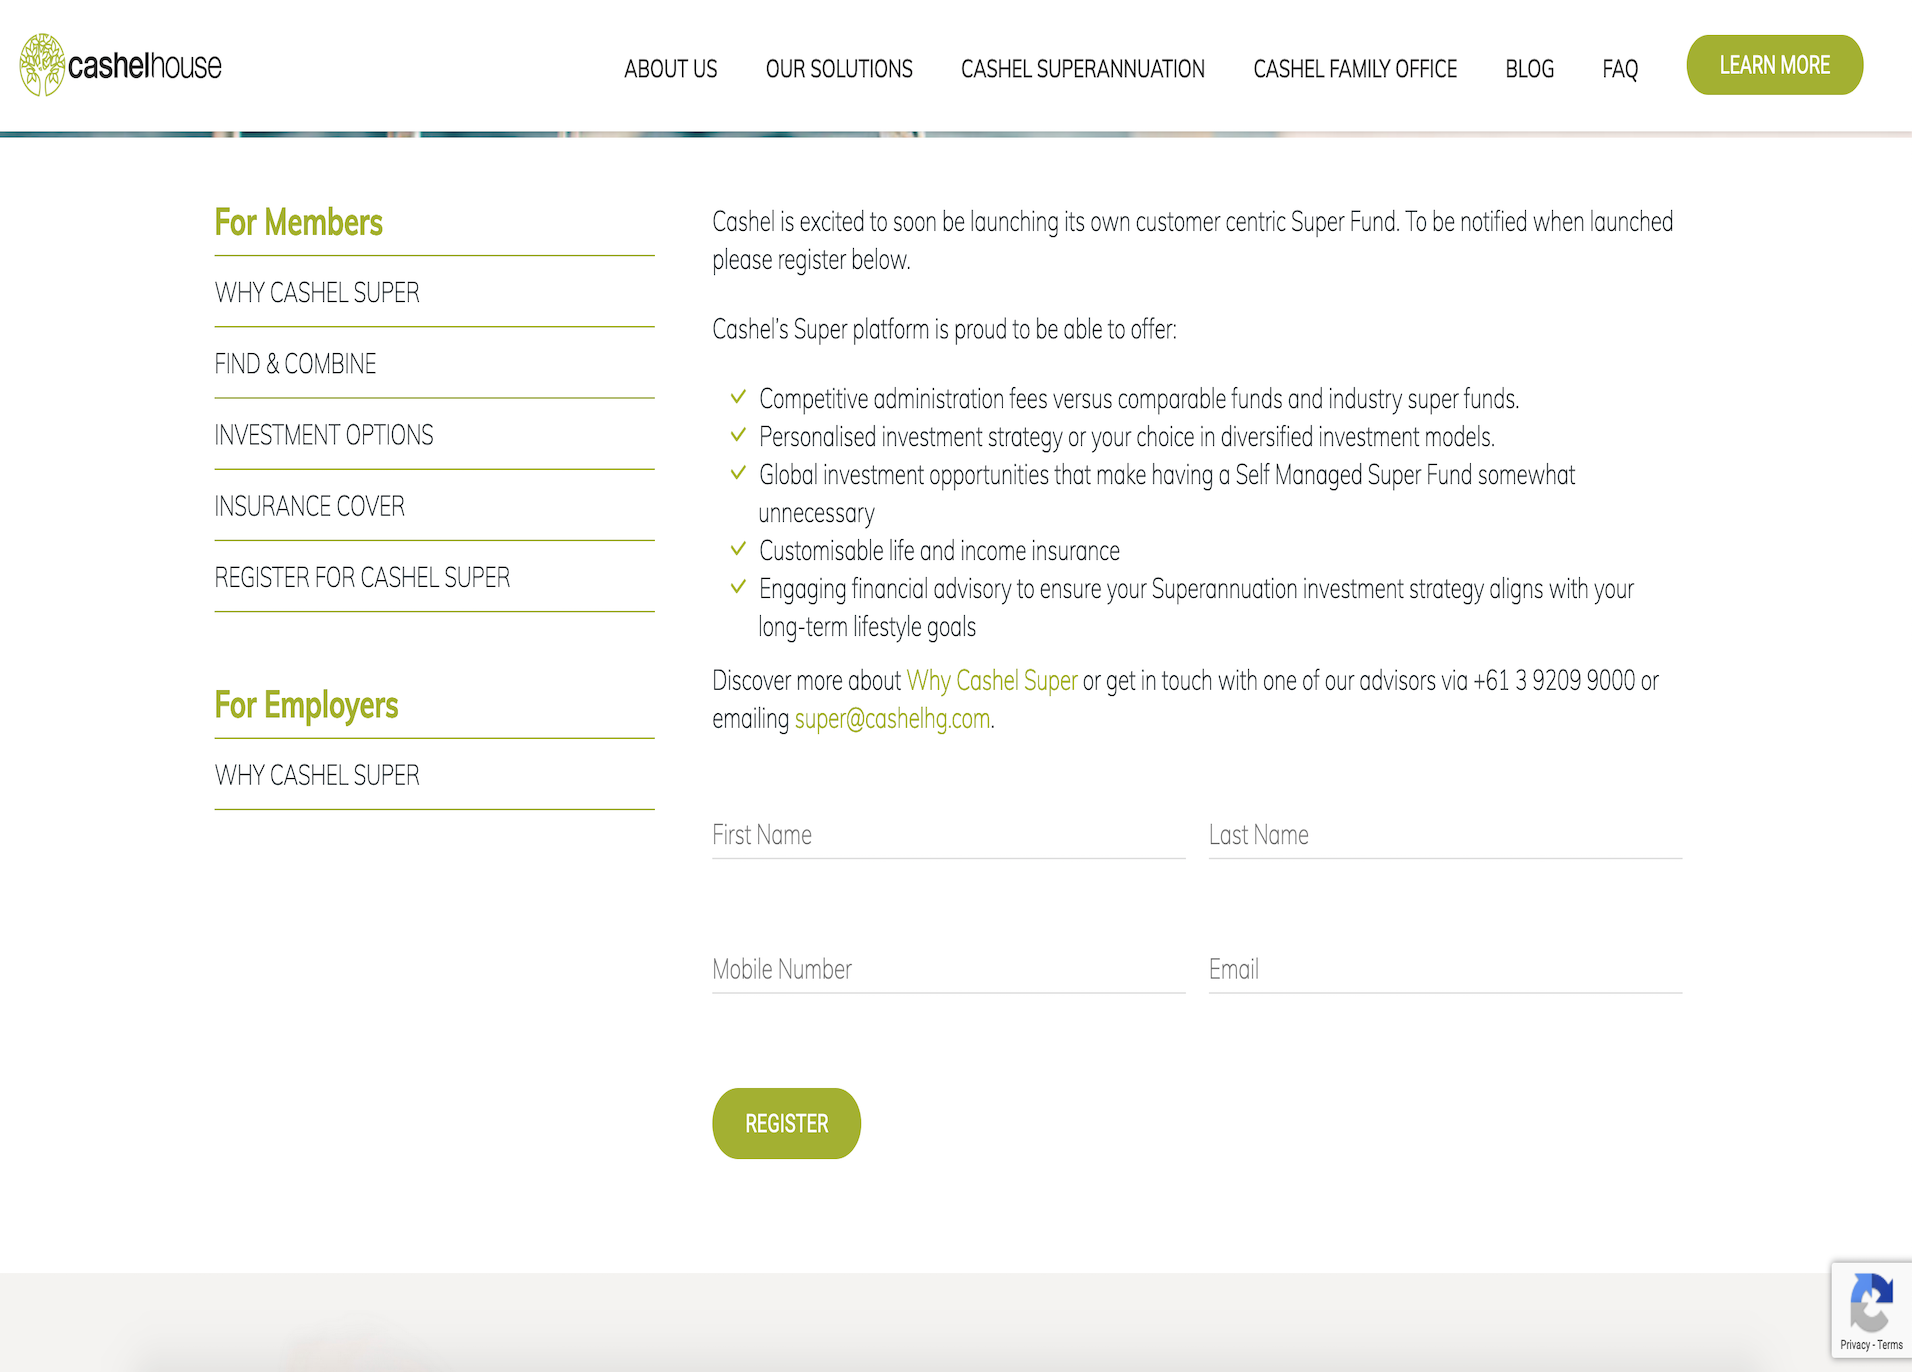 cashelhouse
ABOUT US
OUR SOLUTIONS
CASHEL SUPERANNUATION
CASHEL FAMILY OFFICE
BLOG
FAQ
LEARN MORE
For Members
WHY CASHEL SUPER
FIND & COMBINE
INVESTMENT OPTIONS
INSURANCE COVER
REGISTER FOR CASHEL SUPER
For Employers
WHY CASHEL SUPER
Cashel is excited to soon be launching its own customer centric Super Fund. To be notified when launched
please register below.
Cashel’s Super platform is proud to be able to offer:
Competitive administration fees versus comparable funds and industry super funds.
Personalised investment strategy or your choice in diversified investment models.
Global investment opportunities that make having a Self Managed Super Fund somewhat
unnecessary
Customisable life and income insurance
Engaging financial advisory to ensure your Superannuation investment strategy aligns with your
long-term lifestyle goals
Discover more about Why Cashel Super or get in touch with one of our advisors via +61 3 9209 9000 or
emailing super@cashelhg.com.
First Name
Last Name
Mobile Number
Email
REGISTER
Privacy - Terms